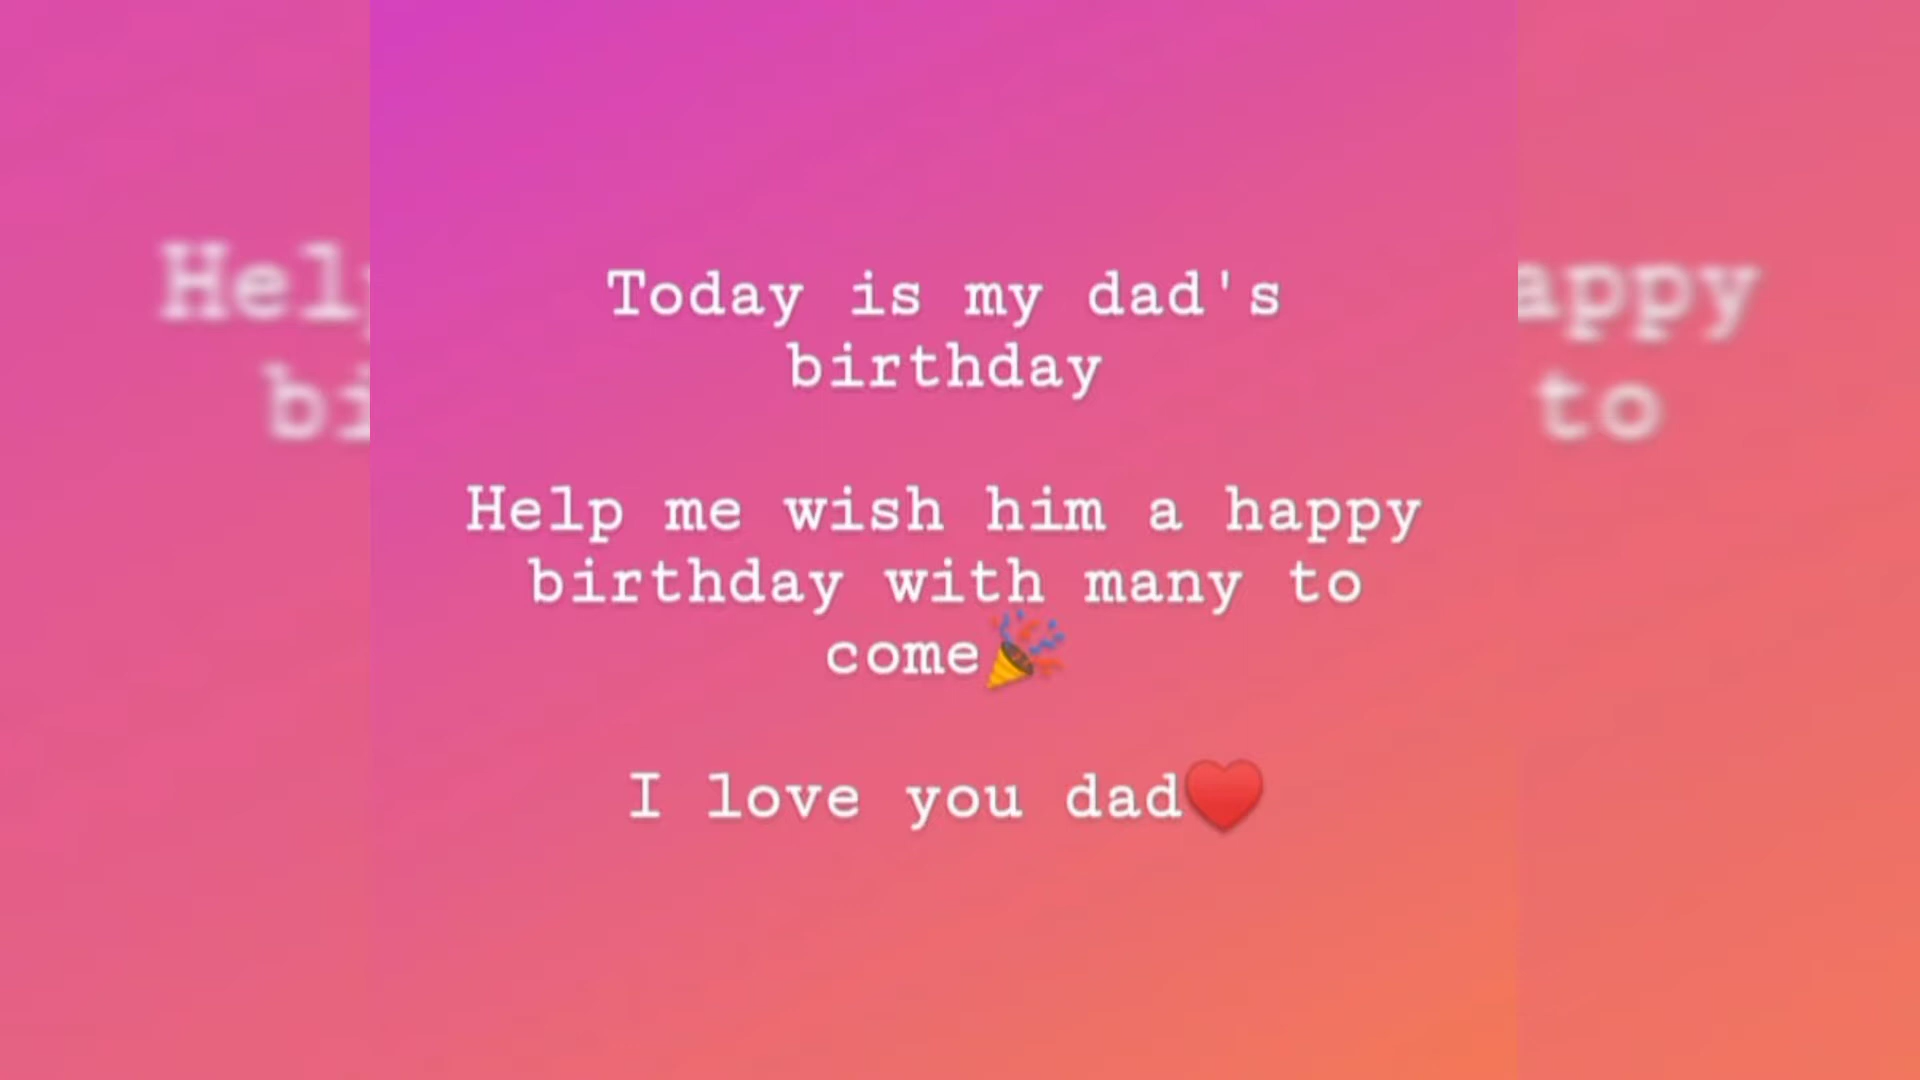 Today is my dad's
birthday
Help me wish him a happy
birthday with many to
come🎉
I love you dad♥️